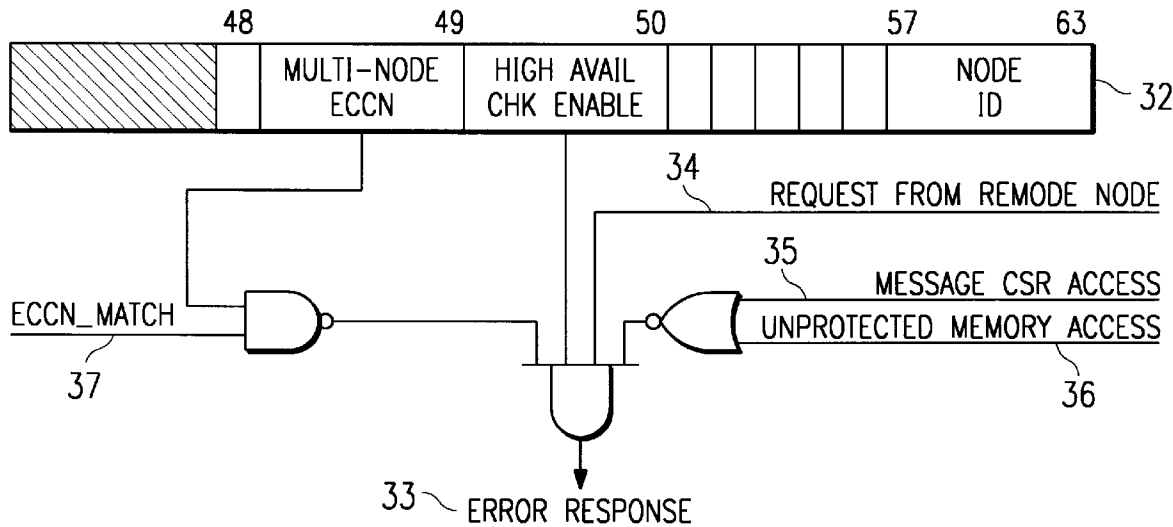 48 49 50 57 63
MULTI-NODE ECCN
HIGH AVAIL CHK ENABLE
NODE ID
32
34
REQUEST FROM REMODE NODE
35
MESSAGE CSR ACCESS
ECCN_MATCH
UNPROTECTED MEMORY ACCESS
37
36
33 ERROR RESPONSE